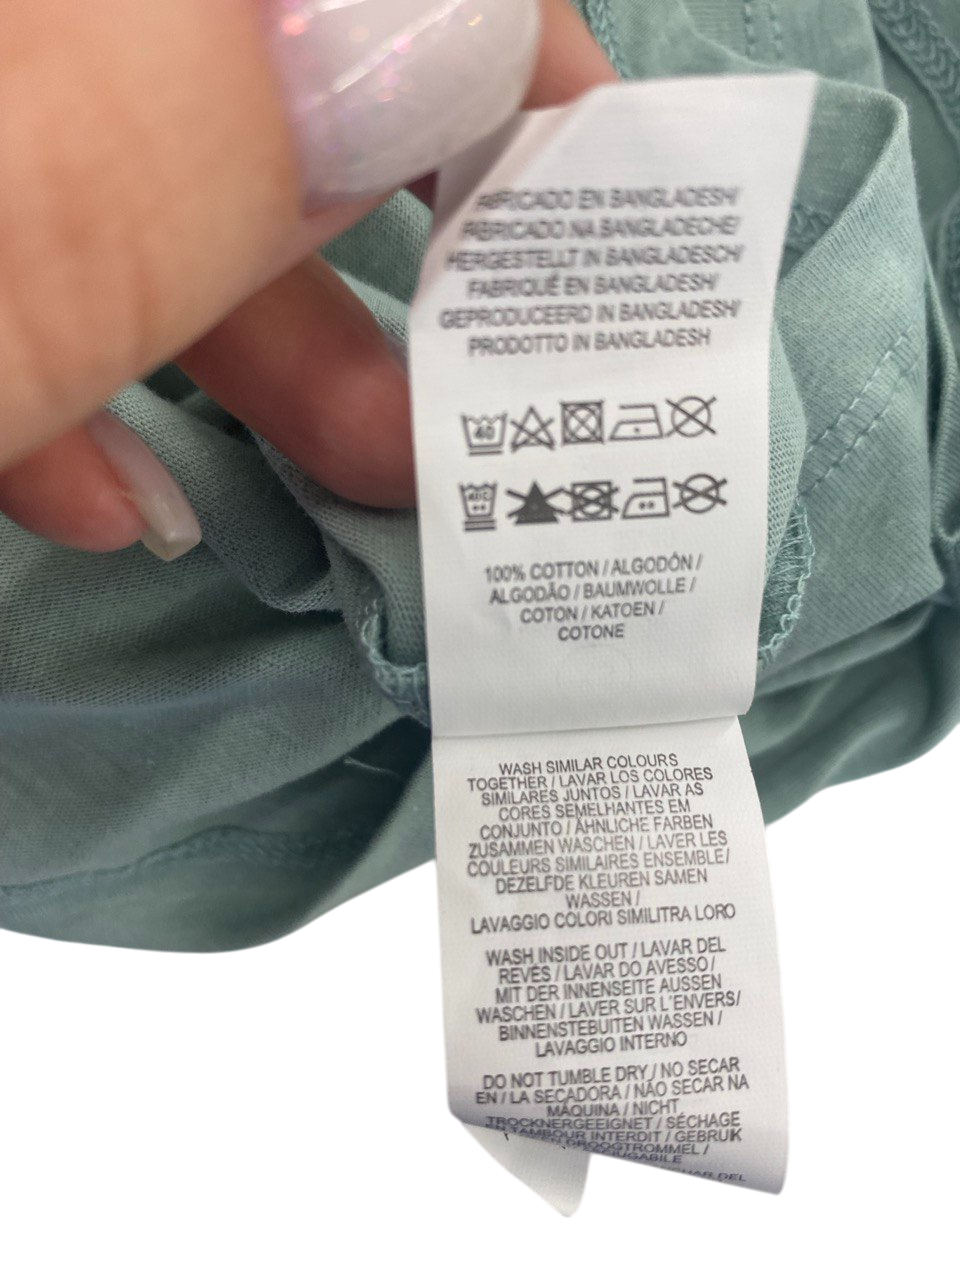 FABRICADO EN BANGLADESH/
FABRICADO NA BANGLADECHE/
HERGESTELLT IN BANGLADESCH/
FABRIQUÉ EN BANGLADESH/
GEPRODUCEERD IN BANGLADESH/
PRODOTTO IN BANGLADESH
40
40C
100% COTTON / ALGODÓN /
ALGODÃO / BAUMWOLLE /
COTON / KATOEN /
COTONE
WASH SIMILAR COLOURS
TOGETHER / LAVAR LOS COLORES
SIMILARES JUNTOS / LAVAR AS
CORES SEMELHANTES EM
CONJUNTO / ÄHNLICHE FARBEN
ZUSAMMEN WASCHEN / LAVER LES
COULEURS SIMILAIRES ENSEMBLE/
DEZELFDE KLEUREN SAMEN
WASSEN /
LAVAGGIO COLORI SIMILITRA LORO
WASH INSIDE OUT / LAVAR DEL
REVÉS / LAVAR DO AVESSO /
MIT DER INNENSEITE AUSSEN
WASCHEN / LAVER SUR L'ENVERS/
BINNENSTEBUITEN WASSEN /
LAVAGGIO INTERNO
DO NOT TUMBLE DRY / NO SECAR
EN / LA SECADORA / NÃO SECAR NA
MÁQUINA / NICHT
TROCKNERGEEIGNET / SÉCHAGE
TAMBOUR INTERDIT / GEBRUK
DROOGTROMMEL /
DEL